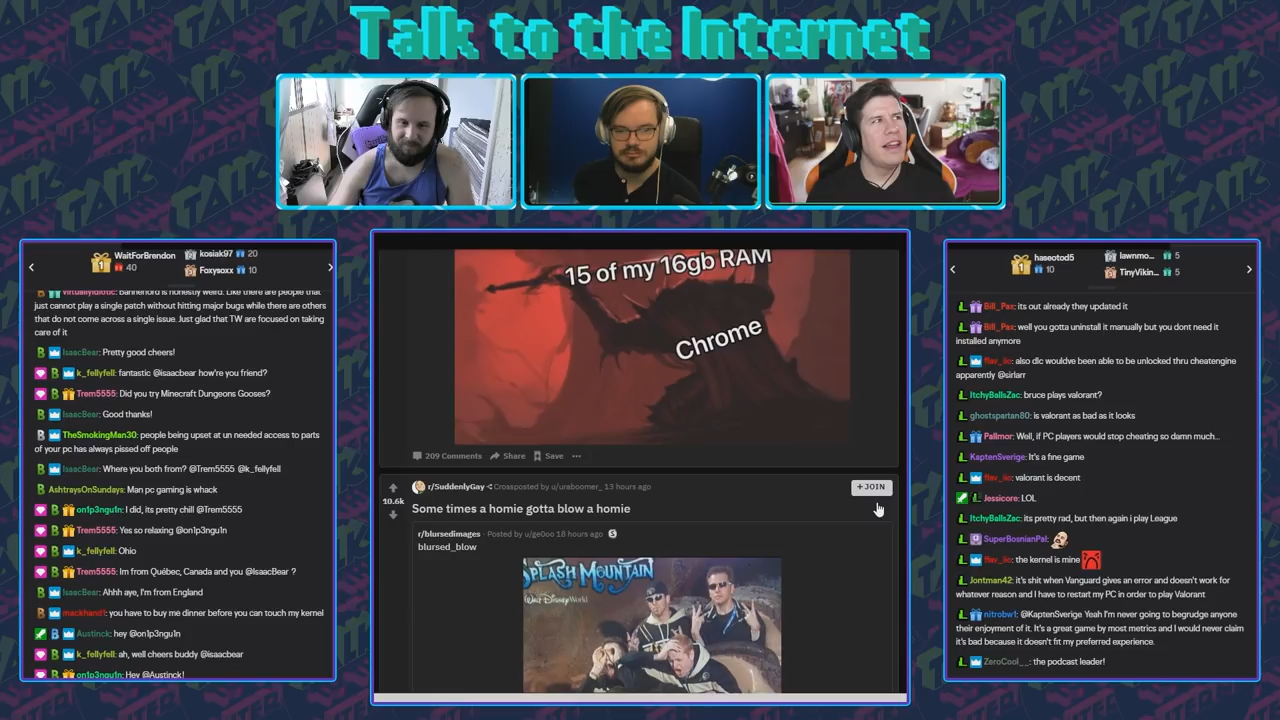 Talk to the Internet
WaitForBrendon
40
kosiak97 20
Foxysoxx 10
just cannot play a single patch without hitting major bugs while there are others
that do not come across a single issue. Just glad that TW are focused on taking
care of it
IsaacBear: Pretty good cheers!
k_fellyfell: fantastic @isaacbear how're you friend?
Trem5555: Did you try Minecraft Dungeons Gooses?
IsaacBear: Good thanks!
TheSmokingMan30: people being upset at un needed access to parts
of your pc has always pissed off people
IsaacBear: Where you both from? @Trem5555 @k_fellyfell
AshtraysOnSundays: Man pc gaming is whack
on1p3ngu1n: I did, its pretty chill @Trem5555
Trem5555: Yes so relaxing @on1p3ngu1n
k_fellyfell: Ohio
Trem5555: Im from Québec, Canada and you @IsaacBear ?
IsaacBear: Ahhh aye, I'm from England
mackhand1: you have to buy me dinner before you can touch my kernel
Austinck: hey @on1p3ngu1n
k_fellyfell: ah, well cheers buddy @isaacbear
on1p3ngu1n: Hey @Austinck!
15 of my 16gb RAM
Chrome
209 Comments Share Save
10.6k
r/SuddenlyGay Crossposted by u/uraboomer_ 13 hours ago
+ JOIN
Some times a homie gotta blow a homie
r/blursedimages · Posted by u/ge0oo 18 hours ago
blursed_blow
SPLASH MOUNTAIN
Walt Disney World
haseotod5
10
lawnmo... 5
TinyVikin... 5
Bill_Pax: its out already they updated it
Bill_Pax: well you gotta uninstall it manually but you dont need it
installed anymore
also dlc wouldve been able to be unlocked thru cheatengine
apparently @sirlarr
ItchyBallsZac: bruce plays valorant?
ghostspartan80: is valorant as bad as it looks
Pallmor: Well, if PC players would stop cheating so damn much...
KaptenSverige: It's a fine game
valorant is decent
Jessicore: LOL
ItchyBallsZac: its pretty rad, but then again i play League
SuperBosnianPal:
the kernel is mine
Jontman42: it's shit when Vanguard gives an error and doesn't work for
whatever reason and I have to restart my PC in order to play Valorant
nitrobw1: @KaptenSverige Yeah I'm never going to begrudge anyone
their enjoyment of it. It's a great game by most metrics and I would never claim
it's bad because it doesn't fit my preferred experience.
ZeroCool__: the podcast leader!